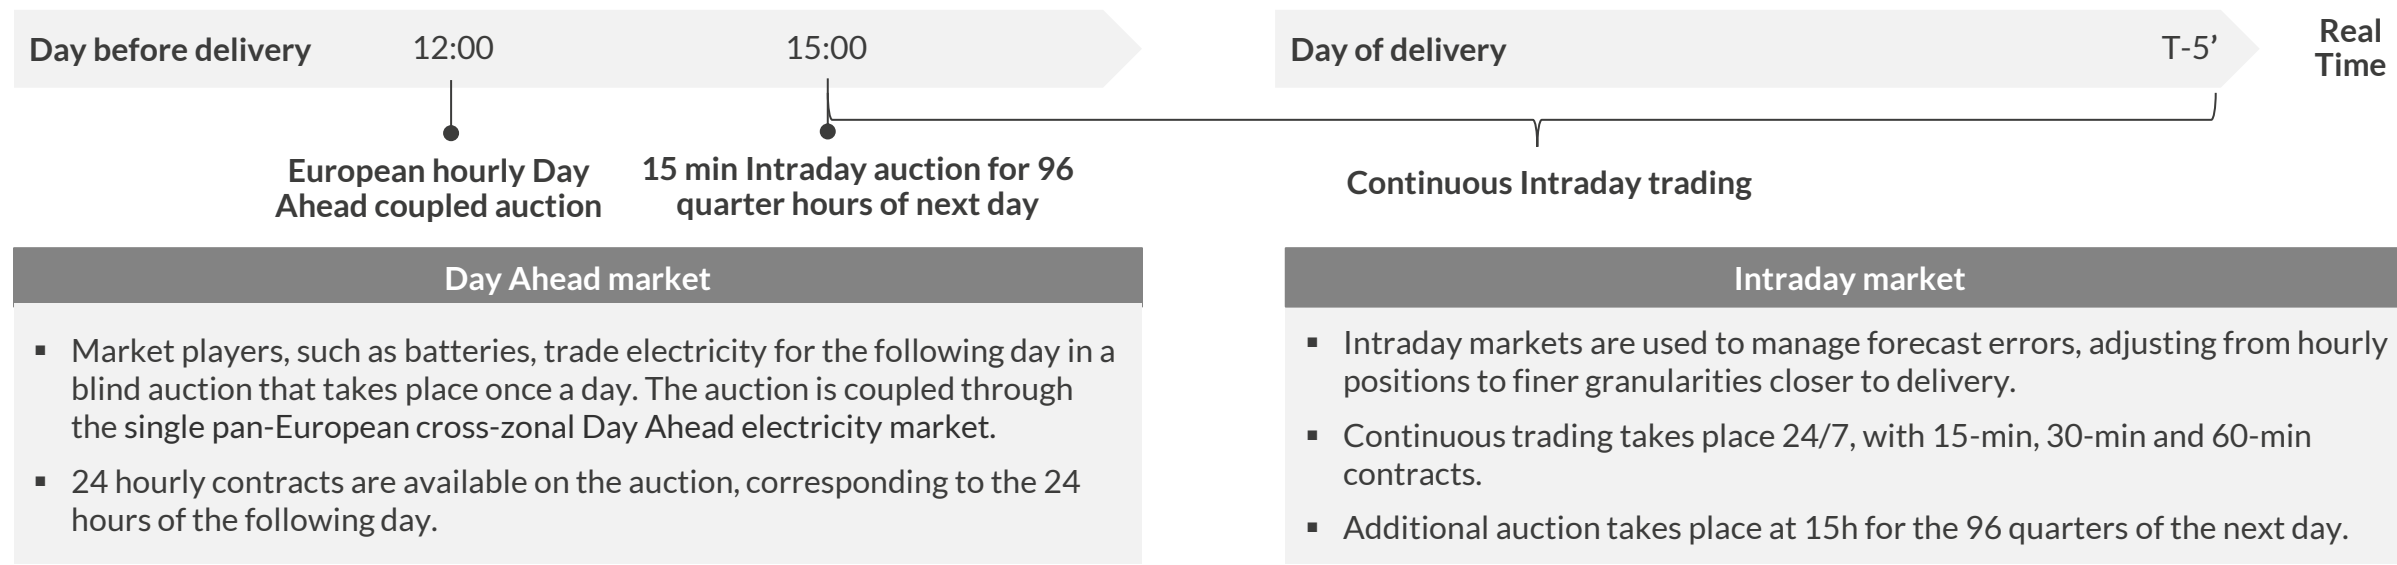 Day before delivery
12:00
15:00
Day of delivery
T-5’
Real
Time
European hourly Day
Ahead coupled auction
15 min Intraday auction for 96
quarter hours of next day
Continuous Intraday trading
Day Ahead market
▪ Market players, such as batteries, trade electricity for the following day in a
blind auction that takes place once a day. The auction is coupled through
the single pan-European cross-zonal Day Ahead electricity market.
▪ 24 hourly contracts are available on the auction, corresponding to the 24
hours of the following day.
Intraday market
▪ Intraday markets are used to manage forecast errors, adjusting from hourly
positions to finer granularities closer to delivery.
▪ Continuous trading takes place 24/7, with 15-min, 30-min and 60-min
contracts.
▪ Additional auction takes place at 15h for the 96 quarters of the next day.